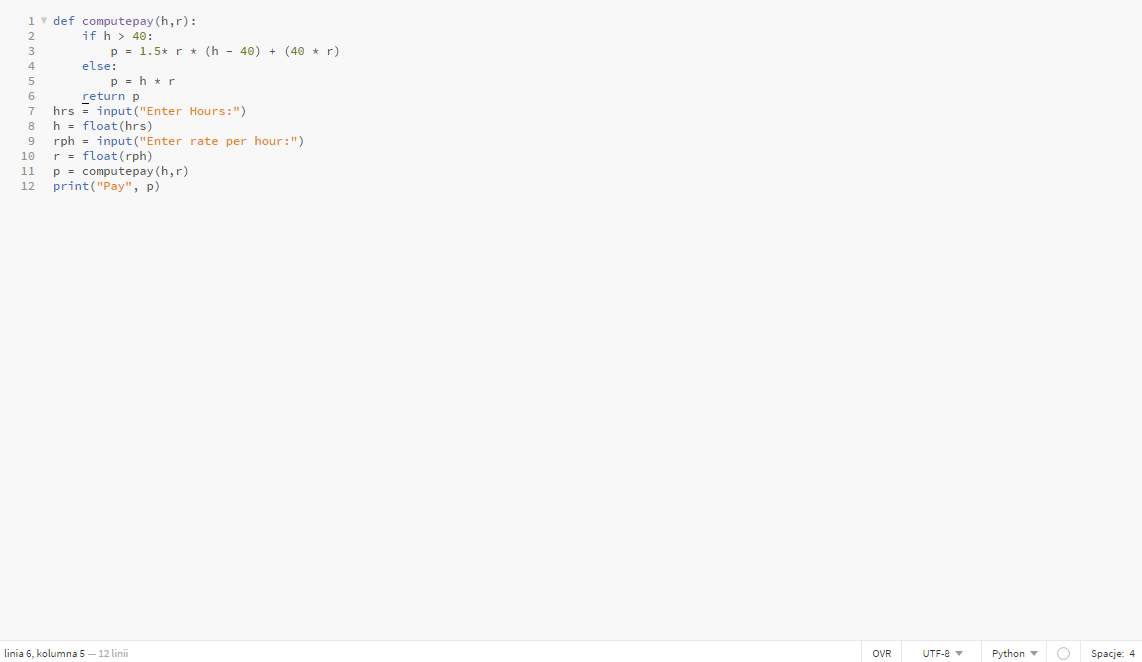 1 def computepay(h,r):
2     if h > 40:
3         p = 1.5* r * (h - 40) + (40 * r)
4     else:
5         p = h * r
6     return p
7 hrs = input("Enter Hours:")
8 h = float(hrs)
9 rph = input("Enter rate per hour:")
10 r = float(rph)
11 p = computepay(h,r)
12 print("Pay", p)
linia 6, kolumna 5 — 12 linii OVR UTF-8 Python Spacje: 4